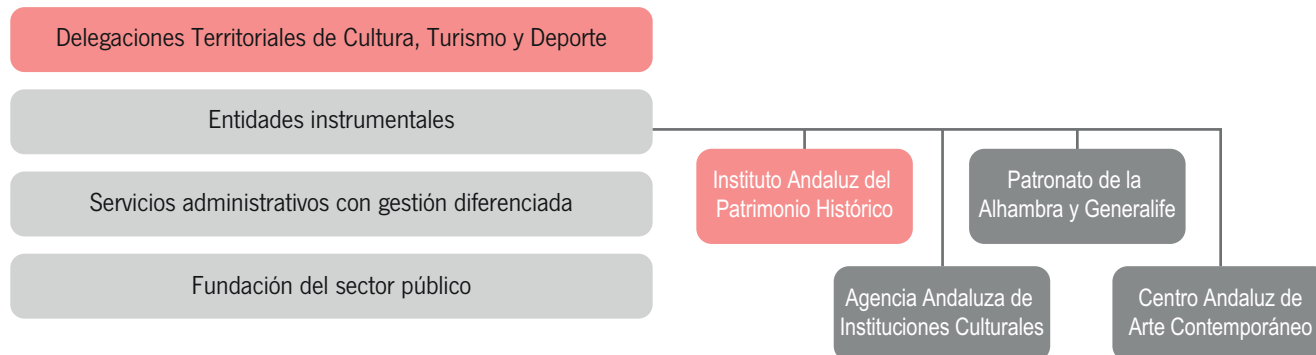 Delegaciones Territoriales de Cultura, Turismo y Deporte
Entidades instrumentales
Servicios administrativos con gestión diferenciada
Fundación del sector público
Instituto Andaluz del
Patrimonio Histórico
Patronato de la
Alhambra y Generalife
Agencia Andaluza de
Instituciones Culturales
Centro Andaluz de
Arte Contemporáneo